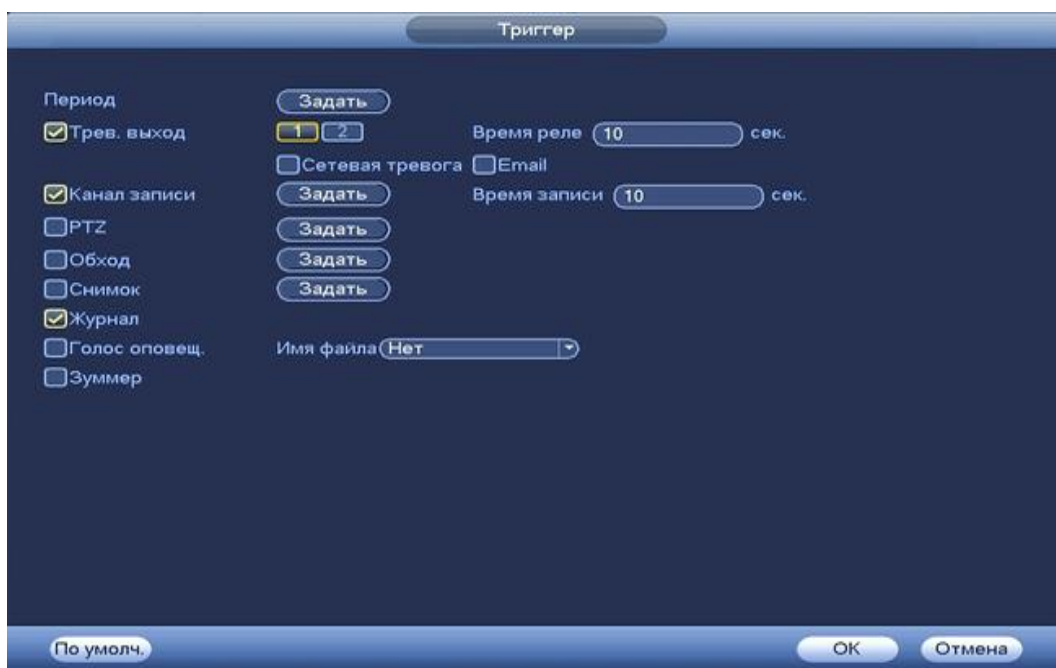 Триггер
Период Задать
Трев. выход 1 2 Время реле 10 сек.
Сетевая тревога Email
Канал записи Задать Время записи 10 сек.
PTZ Задать
Обход Задать
Снимок Задать
Журнал
Голос оповещ. Имя файла Нет
Зуммер
По умолч. OK Отмена